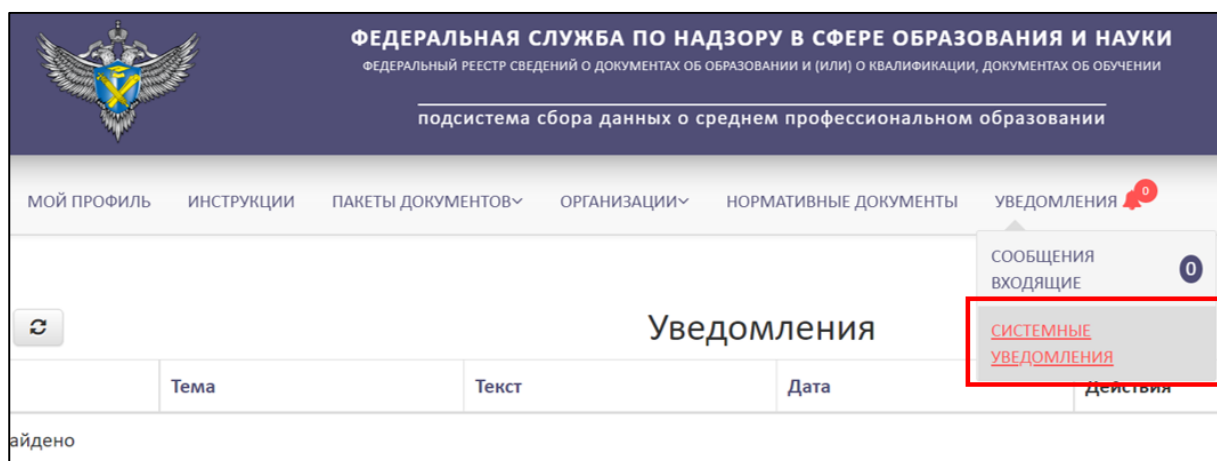 ФЕДЕРАЛЬНАЯ СЛУЖБА ПО НАДЗОРУ В СФЕРЕ ОБРАЗОВАНИЯ И НАУКИ
ФЕДЕРАЛЬНЫЙ РЕЕСТР СВЕДЕНИЙ О ДОКУМЕНТАХ ОБ ОБРАЗОВАНИИ И (ИЛИ) О КВАЛИФИКАЦИИ, ДОКУМЕНТАХ ОБ ОБУЧЕНИИ
подсистема сбора данных о среднем профессиональном образовании
МОЙ ПРОФИЛЬ ИНСТРУКЦИИ ПАКЕТЫ ДОКУМЕНТОВ ОРГАНИЗАЦИИ НОРМАТИВНЫЕ ДОКУМЕНТЫ УВЕДОМЛЕНИЯ 0
СООБЩЕНИЯ
ВХОДЯЩИЕ 0
СИСТЕМНЫЕ
УВЕДОМЛЕНИЯ
Уведомления
Тема Текст Дата Действия
айдено